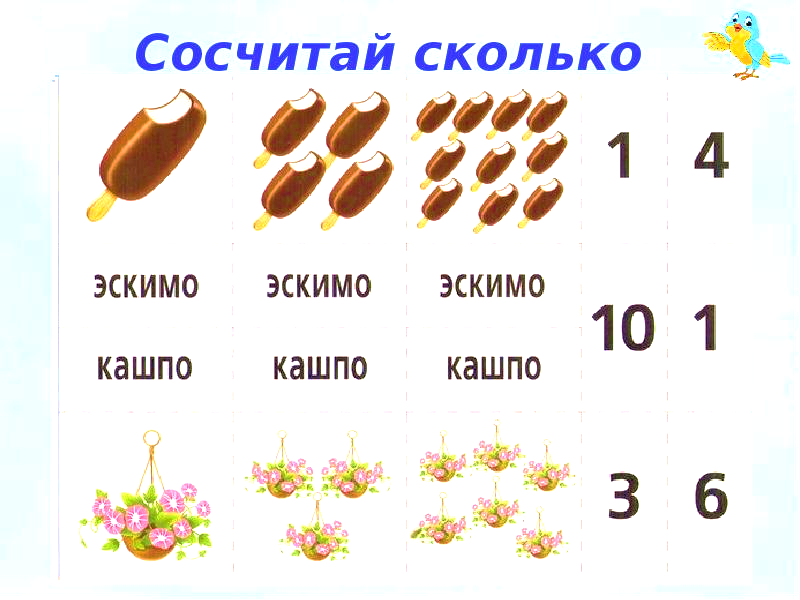 Сосчитай сколько
1 4
эскимо эскимо эскимо
10 1
кашпо кашпо кашпо
3 6